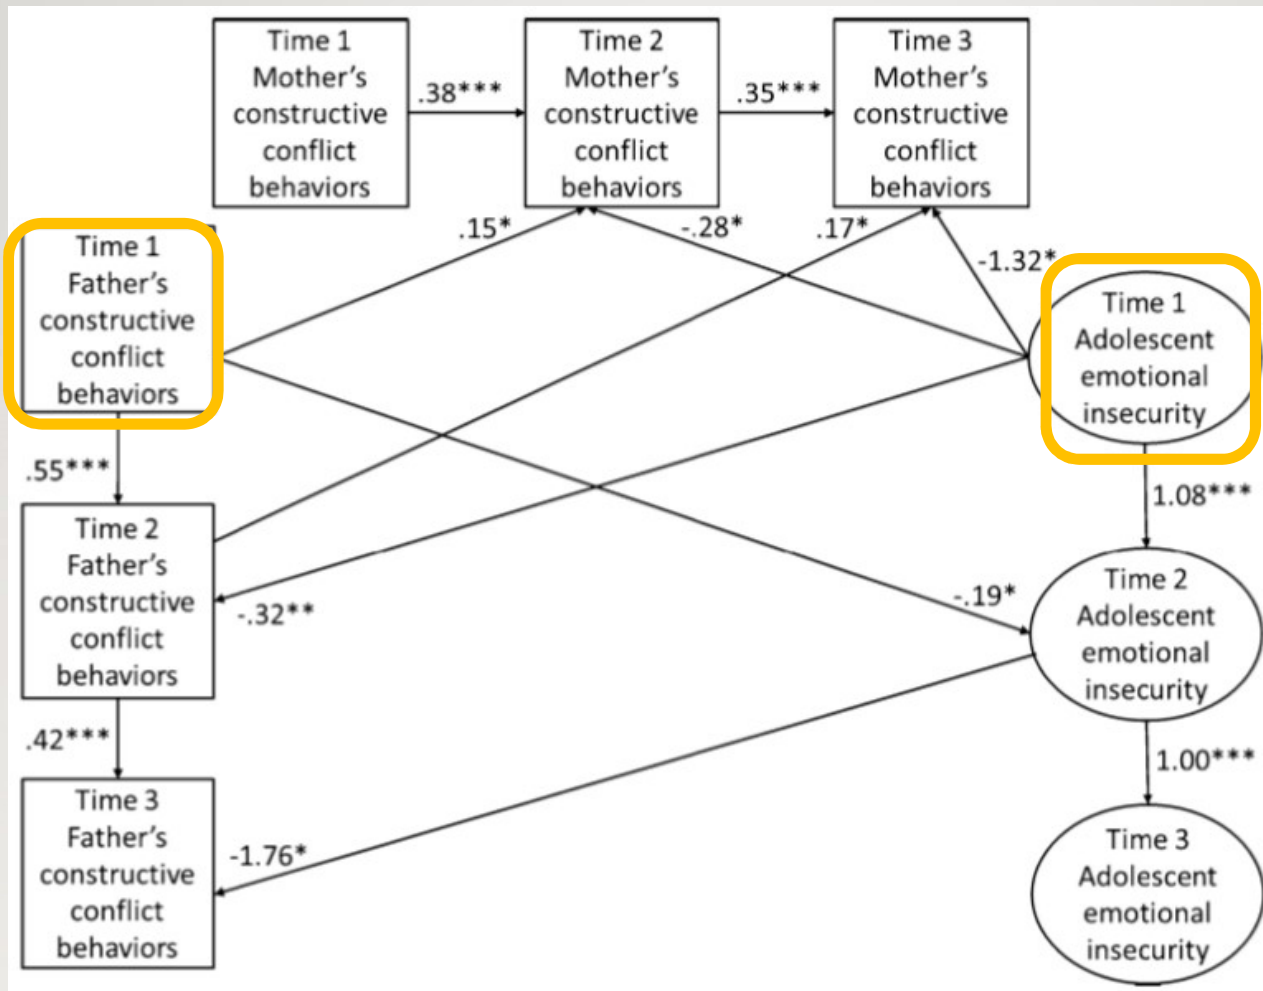 Time 1
Mother's
constructive
conflict
behaviors
.38***
Time 2
Mother's
constructive
conflict
behaviors
.35***
Time 3
Mother's
constructive
conflict
behaviors
.15*
-.28*
.17*
-1.32*
Time 1
Father's
constructive
conflict
behaviors
Time 1
Adolescent
emotional
insecurity
.55***
1.08***
Time 2
Father's
constructive
conflict
behaviors
-.32**
-.19*
Time 2
Adolescent
emotional
insecurity
.42***
1.00***
Time 3
Father's
constructive
conflict
behaviors
-1.76*
Time 3
Adolescent
emotional
insecurity